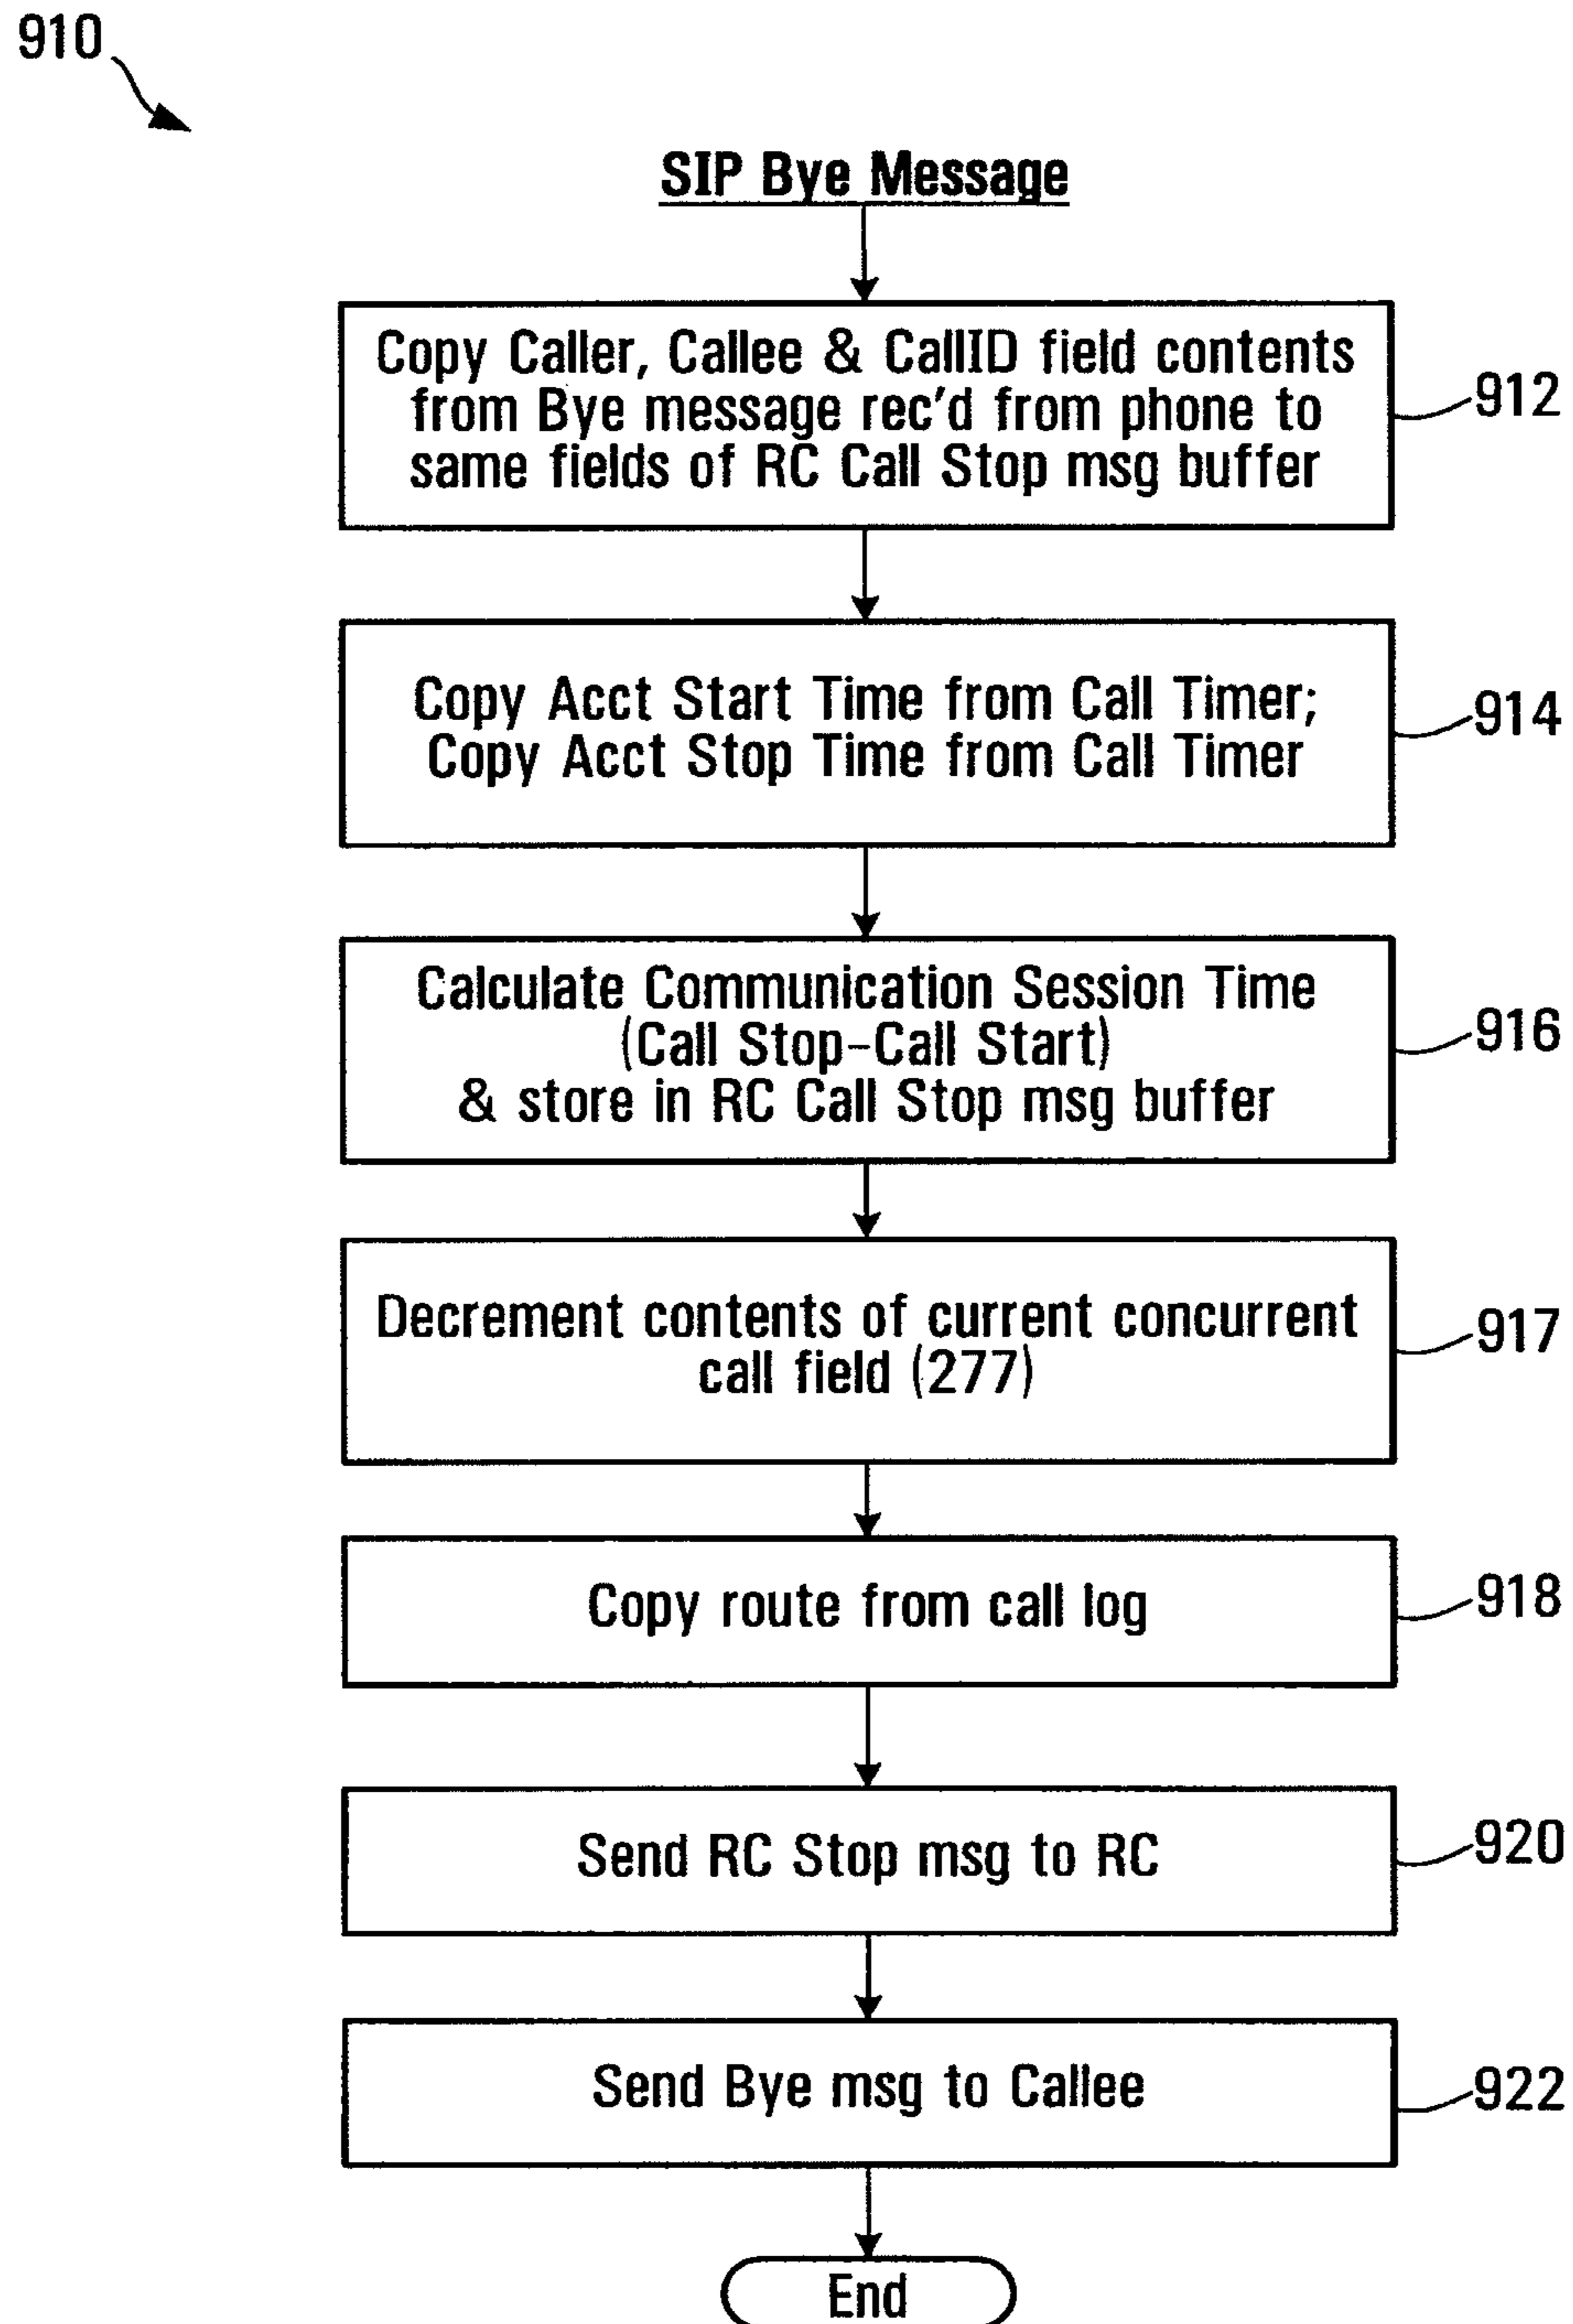 910
SIP Bye Message
Copy Caller, Callee & CallID field contents
from Bye message rec'd from phone to
same fields of RC Call Stop msg buffer
912
Copy Acct Start Time from Call Timer;
Copy Acct Stop Time from Call Timer
914
Calculate Communication Session Time
(Call Stop-Call Start)
& store in RC Call Stop msg buffer
916
Decrement contents of current concurrent
call field (277)
917
Copy route from call log
918
Send RC Stop msg to RC
920
Send Bye msg to Callee
922
End